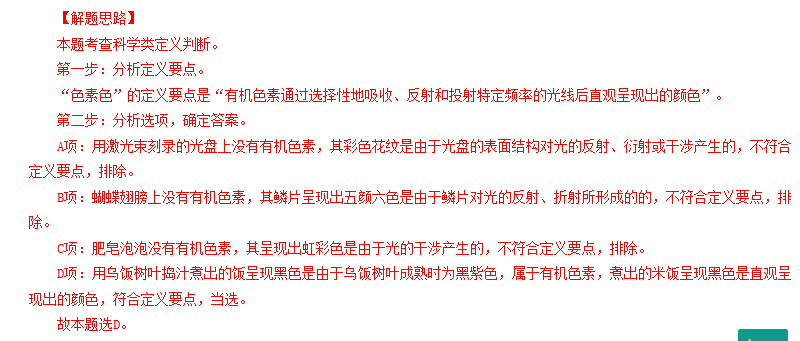 【解题思路】
本题考查科学类定义判断。
第一步：分析定义要点。
“色素色”的定义要点是“有机色素通过选择性地吸收、反射和投射特定频率的光线后直观呈现出的颜色”。
第二步：分析选项，确定答案。
A项：用激光束刻录的光盘上没有有机色素，其彩色花纹是由于光盘的表面结构对光的反射、衍射或干涉产生的，不符合
定义要点，排除。
B项：蝴蝶翅膀上没有有机色素，其鳞片呈现出五颜六色是由于鳞片对光的反射、折射所形成的的，不符合定义要点，排
除。
C项：肥皂泡泡没有有机色素，其呈现出虹彩色是由于光的干涉产生的，不符合定义要点，排除。
D项：用乌饭树叶捣汁煮出的饭呈现黑色是由于乌饭树叶成熟时为黑紫色，属于有机色素，煮出的米饭呈现黑色是直观呈
现出的颜色，符合定义要点，当选。
故本题选D。